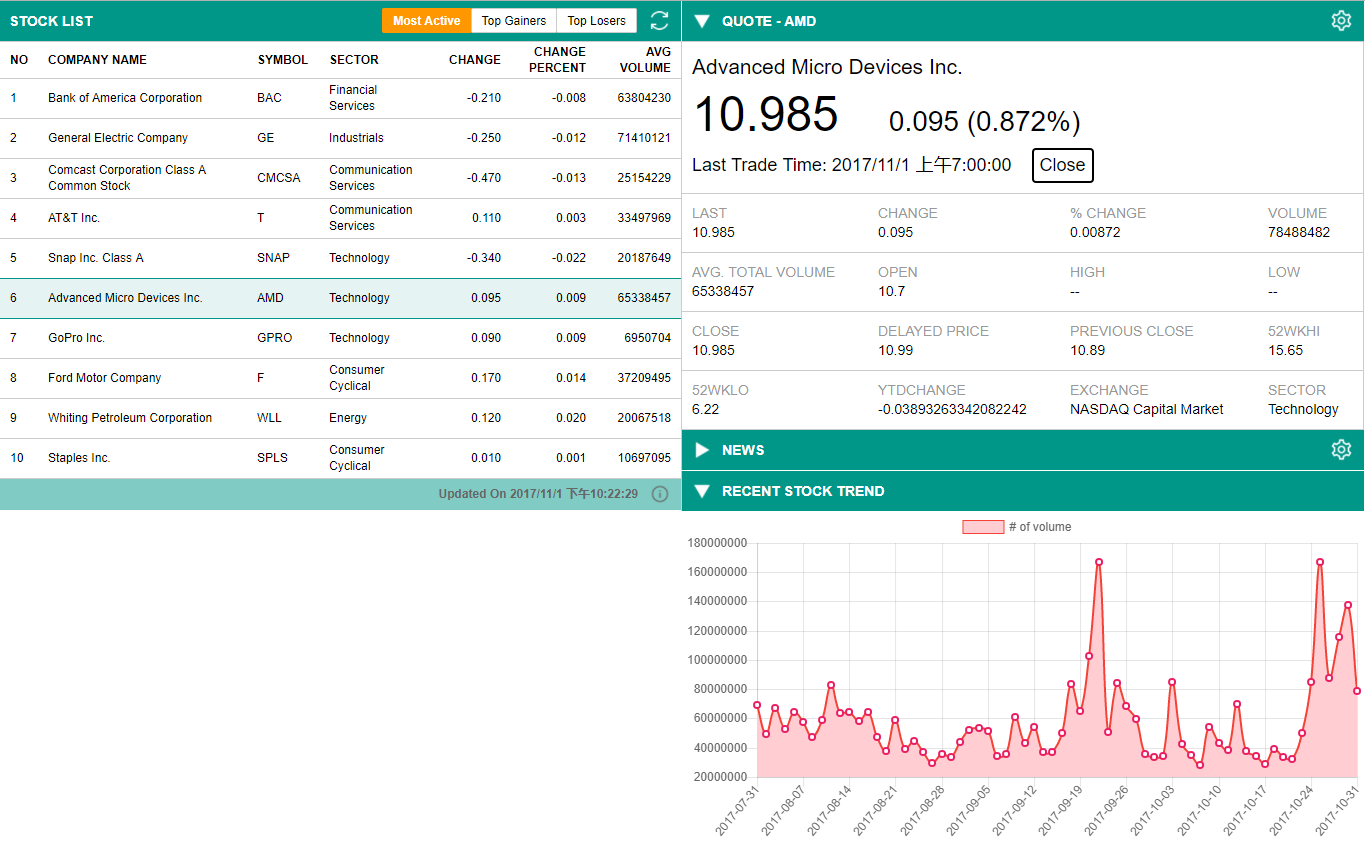 STOCK LIST
Most Active
Top Gainers
Top Losers
NO COMPANY NAME SYMBOL SECTOR CHANGE CHANGE PERCENT AVG VOLUME
1 Bank of America Corporation BAC Financial Services -0.210 -0.008 63804230
2 General Electric Company GE Industrials -0.250 -0.012 71410121
3 Comcast Corporation Class A Common Stock CMCSA Communication Services -0.470 -0.013 25154229
4 AT&T Inc. T Communication Services 0.110 0.003 33497969
5 Snap Inc. Class A SNAP Technology -0.340 -0.022 20187649
6 Advanced Micro Devices Inc. AMD Technology 0.095 0.009 65338457
7 GoPro Inc. GPRO Technology 0.090 0.009 6950704
8 Ford Motor Company F Consumer Cyclical 0.170 0.014 37209495
9 Whiting Petroleum Corporation WLL Energy 0.120 0.020 20067518
10 Staples Inc. SPLS Consumer Cyclical 0.010 0.001 10697095
Updated On 2017/11/1 下午10:22:29
QUOTE - AMD
Advanced Micro Devices Inc.
10.985 0.095 (0.872%)
Last Trade Time: 2017/11/1 上午7:00:00 Close
LAST CHANGE % CHANGE VOLUME
10.985 0.095 0.00872 78488482
AVG. TOTAL VOLUME OPEN HIGH LOW
65338457 10.7 -- --
CLOSE DELAYED PRICE PREVIOUS CLOSE 52WKHI
10.985 10.99 10.89 15.65
52WKLO YTDCHANGE EXCHANGE SECTOR
6.22 -0.03893263342082242 NASDAQ Capital Market Technology
NEWS
RECENT STOCK TREND
# of volume
180000000
160000000
140000000
120000000
100000000
80000000
60000000
40000000
20000000
2017-07-31 2017-08-07 2017-08-14 2017-08-21 2017-08-28 2017-09-05 2017-09-12 2017-09-19 2017-09-26 2017-10-03 2017-10-10 2017-10-17 2017-10-24 2017-10-31